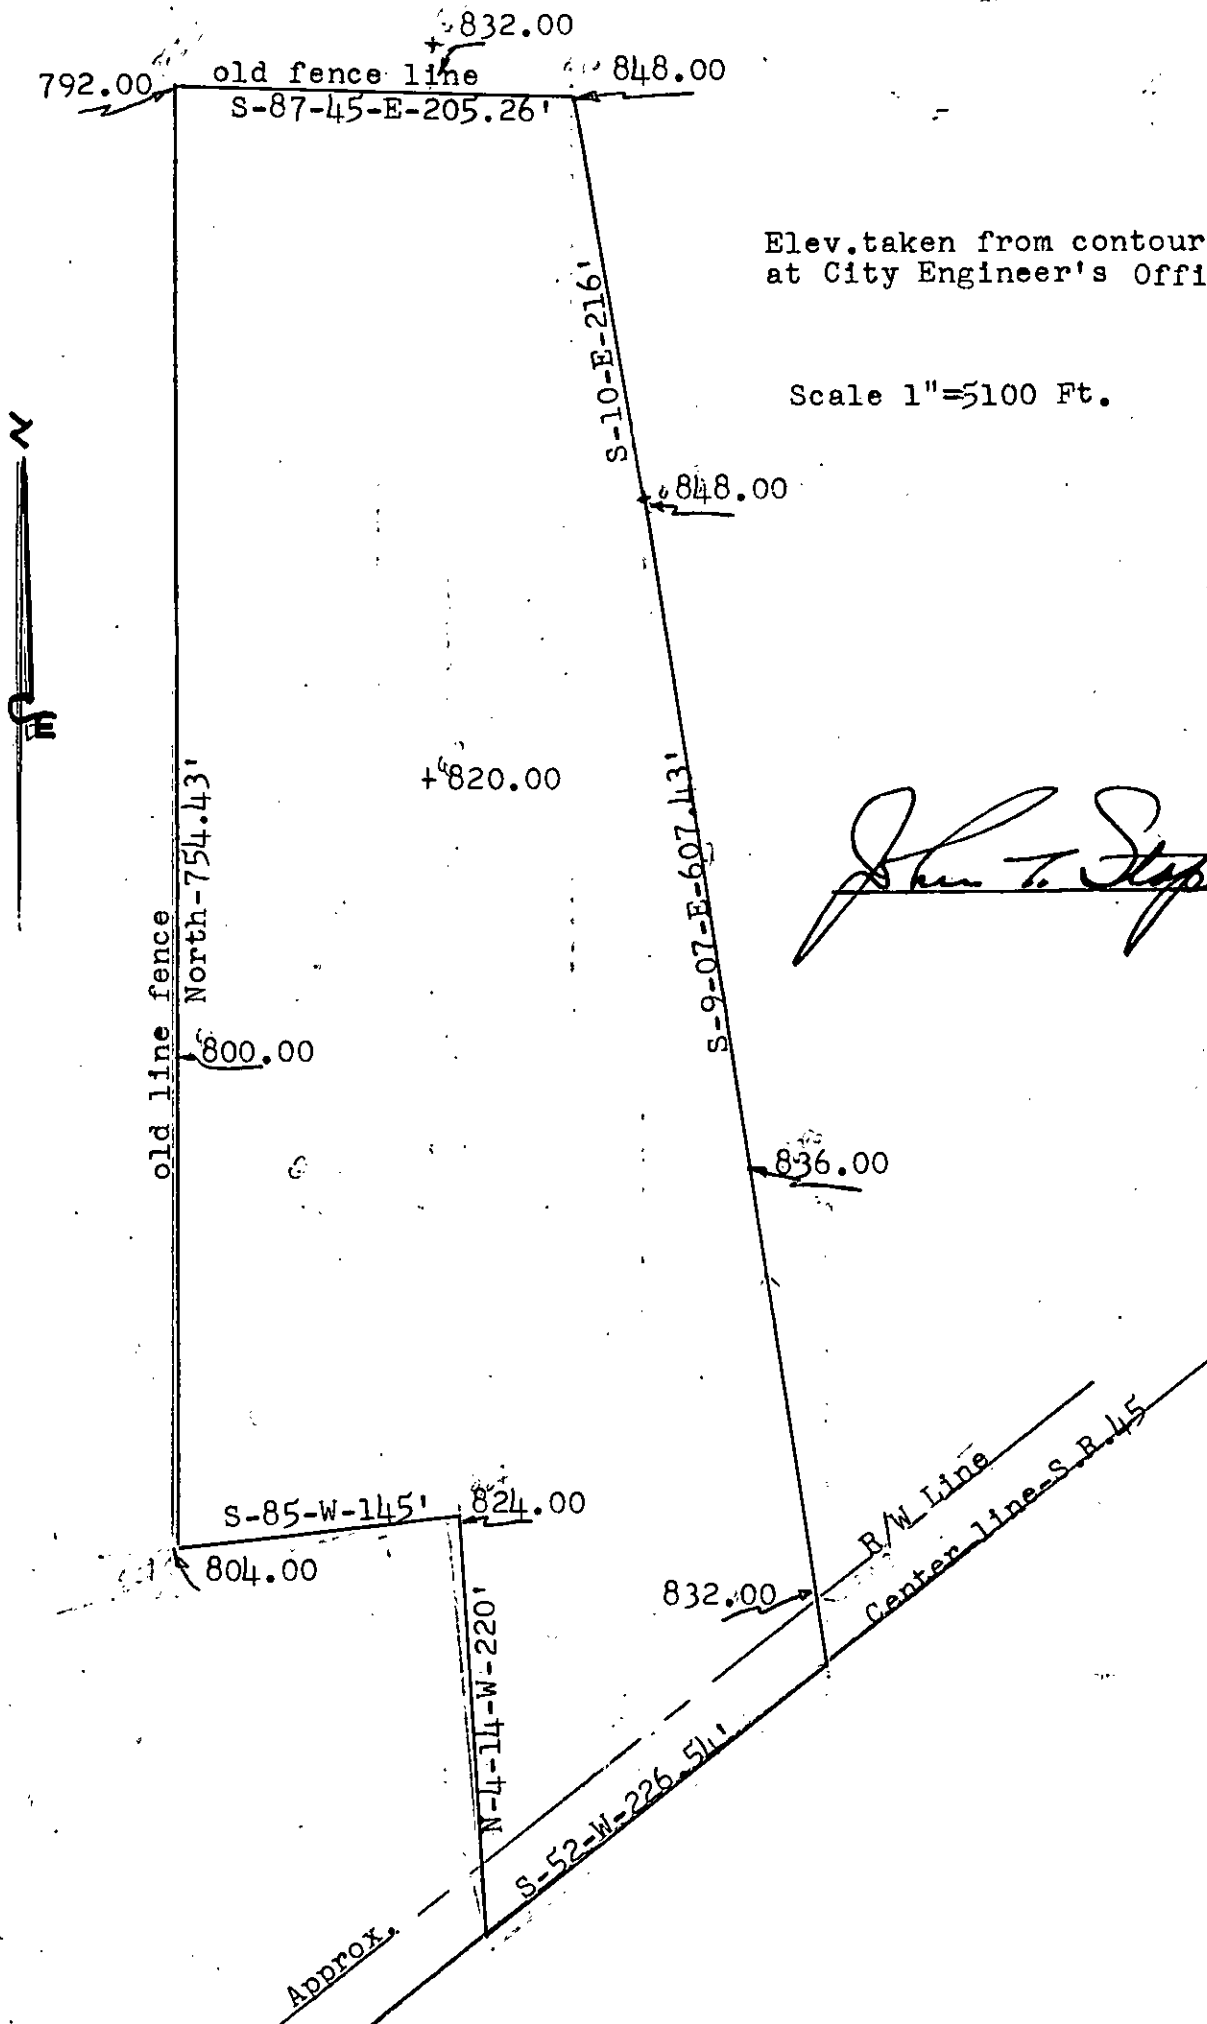 832.00
792.00
old fence line
848.00
S-87-45-E-205.26'
Elev.taken from contour
at City Engineer's Offi
S-10-E-216'
Scale 1"=5100 Ft.
N
848.00
820.00
North-754.43'
old line fence
S-9-07-E-607.43'
800.00
836.00
S-85-W-145'
824.00
804.00
R/W Line
Center line-S.R.45
832.00
N-4-14-W-220'
S-52-W-226.54'
Approx.